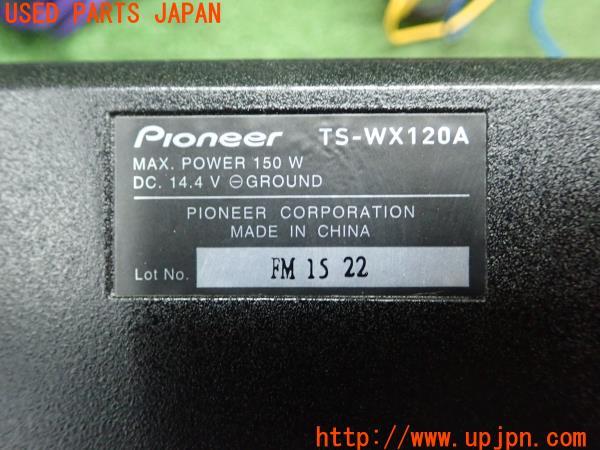 USED PARTS JAPAN
Pioneer TS-WX120A
MAX. POWER 150 W
DC. 14.4 V ⊖GROUND
PIONEER CORPORATION
MADE IN CHINA
Lot No. FM 15 22
U-PARTS
http://www.upjpn.com